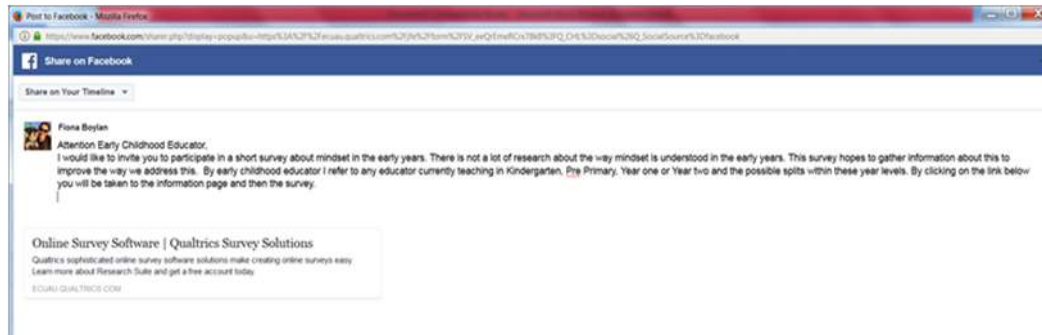 Post to Facebook - Mozilla Firefox
Share on Facebook
Share on Your Timeline
Fiona Boylan
Attention Early Childhood Educator,
I would like to invite you to participate in a short survey about mindset in the early years. There is not a lot of research about the way mindset is understood in the early years. This survey hopes to gather information about this to
improve the way we address this. By early childhood educator I refer to any educator currently teaching in Kindergarten, Pre Primary, Year one or Year two and the possible splits within these year levels. By clicking on the link below
you will be taken to the information page and then the survey.
Online Survey Software | Qualtrics Survey Solutions
Qualtrics sophisticated online survey software solutions make creating online surveys easy
Learn more about Research Suite and get a free account today
ECUAU.QUALTRICS.COM